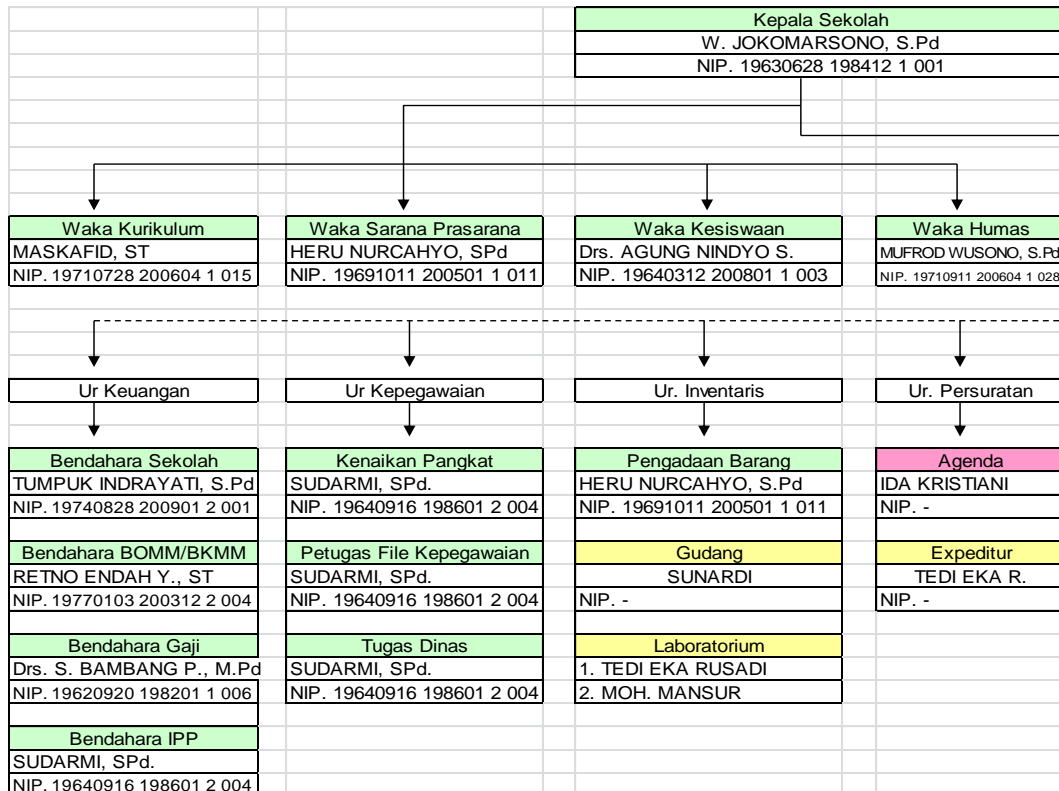 Kepala Sekolah
W. JOKOMARSONO, S.Pd
NIP. 19630628 198412 1 001
Waka Kurikulum
MASKAFID, ST
NIP. 19710728 200604 1 015
Waka Sarana Prasarana
HERU NURCAHYO, SPd
NIP. 19691011 200501 1 011
Waka Kesiswaan
Drs. AGUNG NINDYO S.
NIP. 19640312 200801 1 003
Waka Humas
MUFROD WUSONO, S.Pd
NIP. 19710911 200604 1 028
Ur Keuangan
Ur Kepegawaian
Ur. Inventaris
Ur. Persuratan
Bendahara Sekolah
TUMPUK INDRAYATI, S.Pd
NIP. 19740828 200901 2 001
Bendahara BOMM/BKMM
RETNO ENDAH Y., ST
NIP. 19770103 200312 2 004
Bendahara Gaji
Drs. S. BAMBANG P., M.Pd
NIP. 19620920 198201 1 006
Bendahara IPP
SUDARMI, SPd.
NIP. 19640916 198601 2 004
Kenaikan Pangkat
SUDARMI, SPd.
NIP. 19640916 198601 2 004
Petugas File Kepegawaian
SUDARMI, SPd.
NIP. 19640916 198601 2 004
Tugas Dinas
SUDARMI, SPd.
NIP. 19640916 198601 2 004
Pengadaan Barang
HERU NURCAHYO, S.Pd
NIP. 19691011 200501 1 011
Gudang
SUNARDI
NIP. -
Laboratorium
1. TEDI EKA RUSADI
2. MOH. MANSUR
Agenda
IDA KRISTIANI
NIP. -
Expeditur
TEDI EKA R.
NIP. -